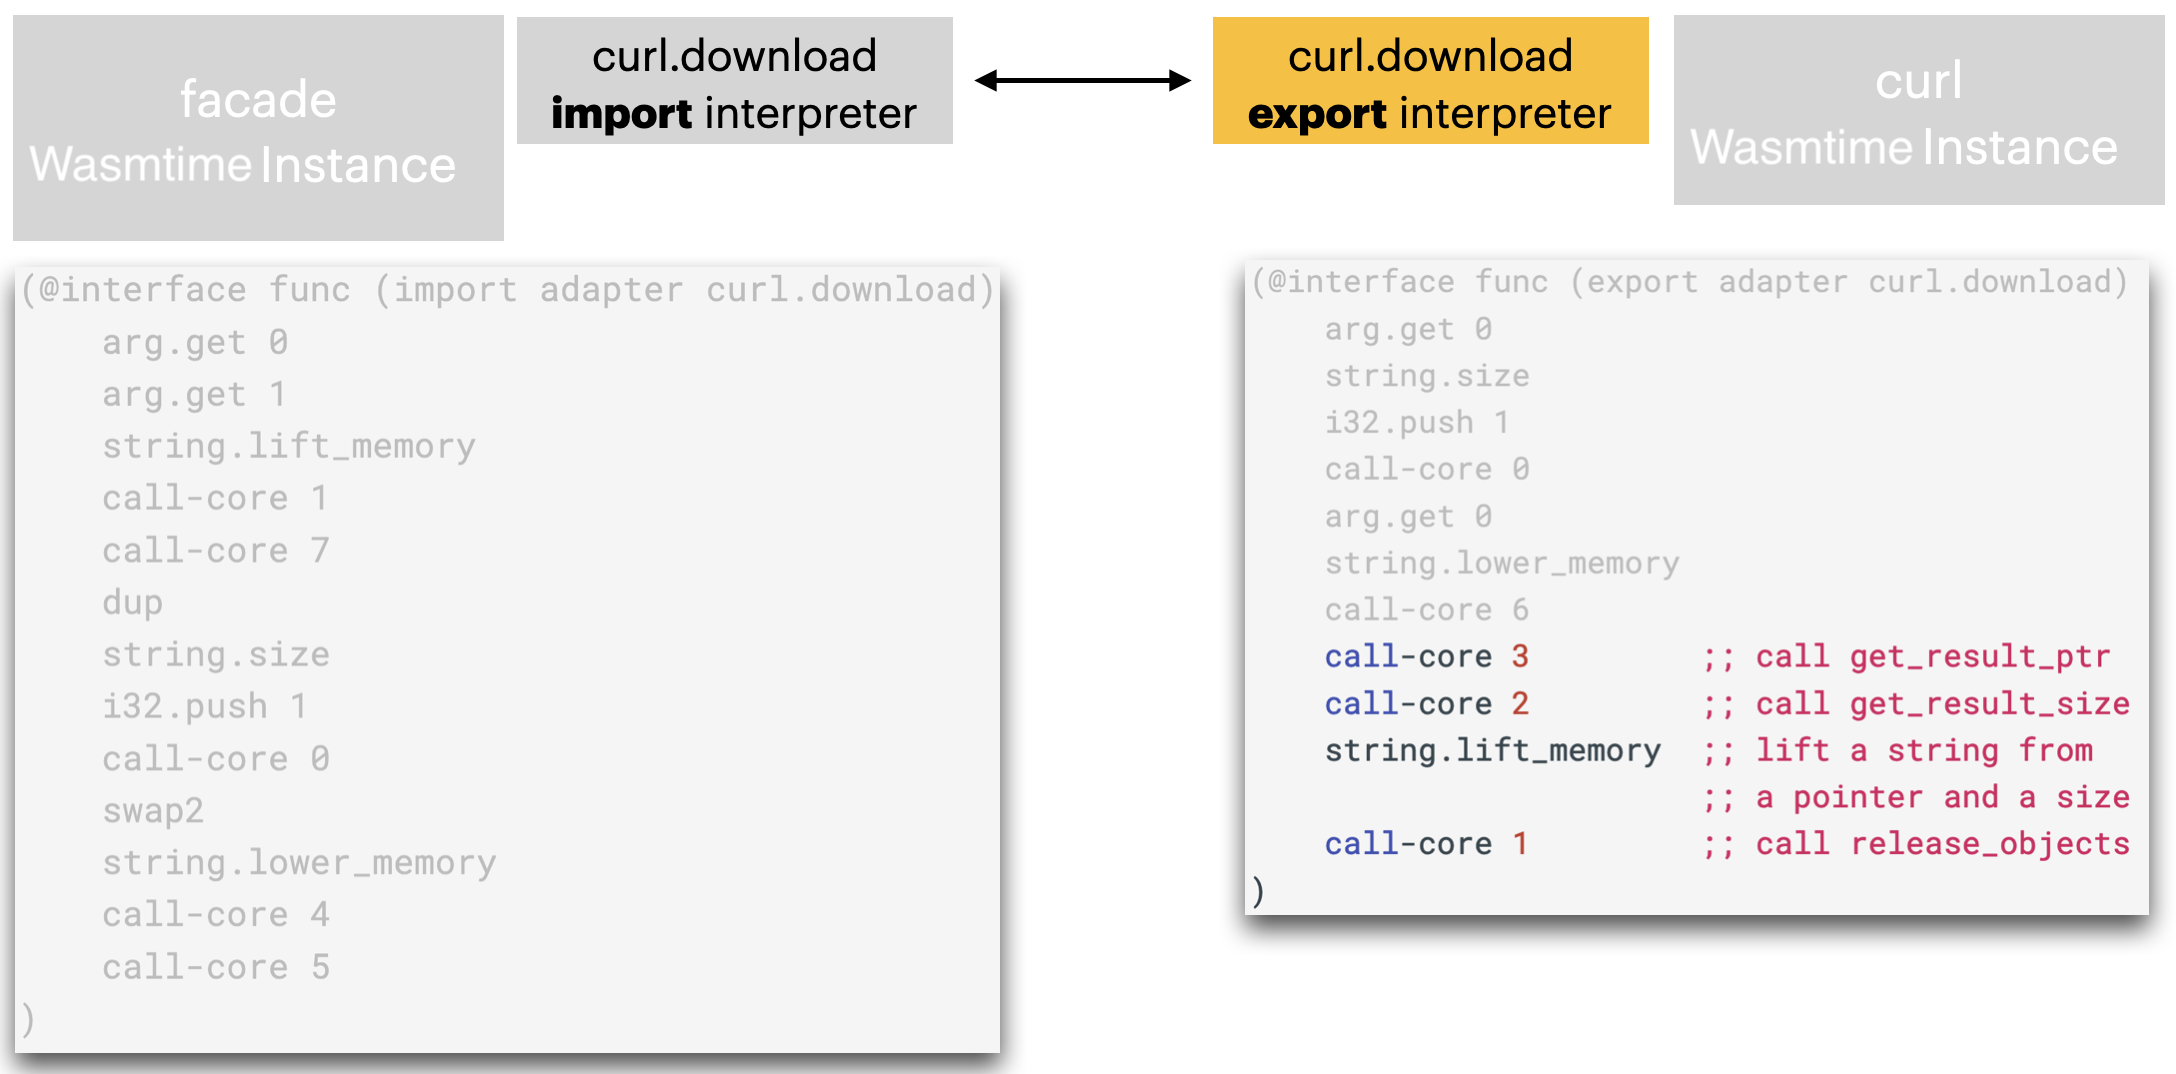 facade
Wasmtime Instance
curl.download
import interpreter
curl.download
export interpreter
curl
Wasmtime Instance
(@interface func (import adapter curl.download)
    arg.get 0
    arg.get 1
    string.lift_memory
    call-core 1
    call-core 7
    dup
    string.size
    i32.push 1
    call-core 0
    swap2
    string.lower_memory
    call-core 4
    call-core 5
)
(@interface func (export adapter curl.download)
    arg.get 0
    string.size
    i32.push 1
    call-core 0
    arg.get 0
    string.lower_memory
    call-core 6
    call-core 3         ;; call get_result_ptr
    call-core 2         ;; call get_result_size
    string.lift_memory  ;; lift a string from
                        ;; a pointer and a size
    call-core 1         ;; call release_objects
)